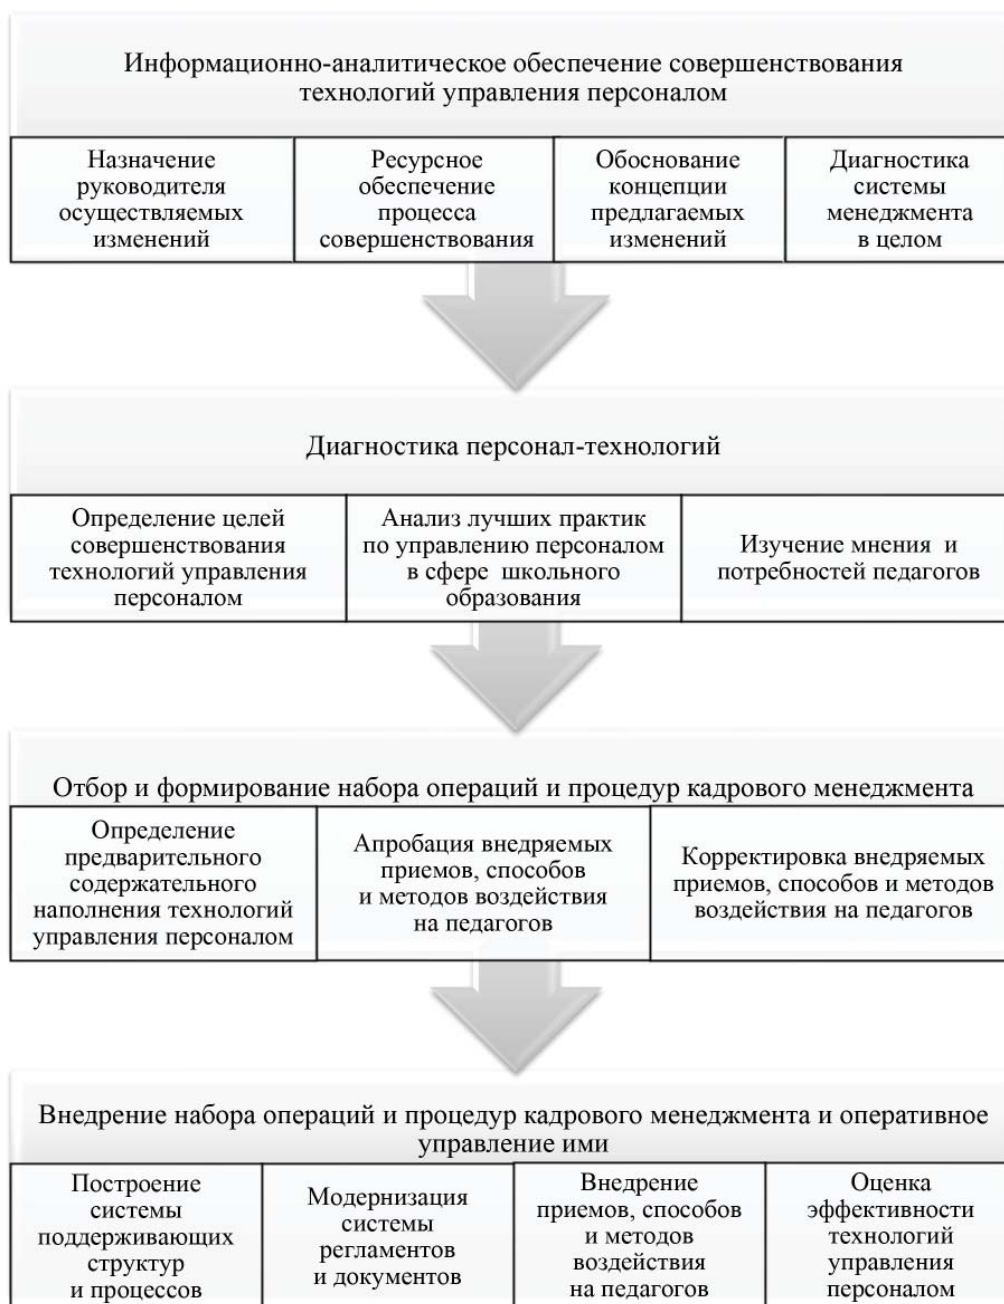 Информационно-аналитическое обеспечение совершенствования
технологий управления персоналом
Назначение
руководителя
осуществляемых
изменений
Ресурсное
обеспечение
процесса
совершенствования
Обоснование
концепции
предлагаемых
изменений
Диагностика
системы
менеджмента
в целом
Диагностика персонал-технологий
Определение целей
совершенствования
технологий управления
персоналом
Анализ лучших практик
по управлению персоналом
в сфере школьного
образования
Изучение мнения и
потребностей педагогов
Отбор и формирование набора операций и процедур кадрового менеджмента
Определение
предварительного
содержательного
наполнения технологий
управления персоналом
Апробация внедряемых
приемов, способов
и методов воздействия
на педагогов
Корректировка внедряемых
приемов, способов и методов
воздействия на педагогов
Внедрение набора операций и процедур кадрового менеджмента и оперативное
управление ими
Построение
системы
поддерживающих
структур
и процессов
Модернизация
системы
регламентов
и документов
Внедрение
приемов, способов
и методов
воздействия
на педагогов
Оценка
эффективности
технологий
управления
персоналом